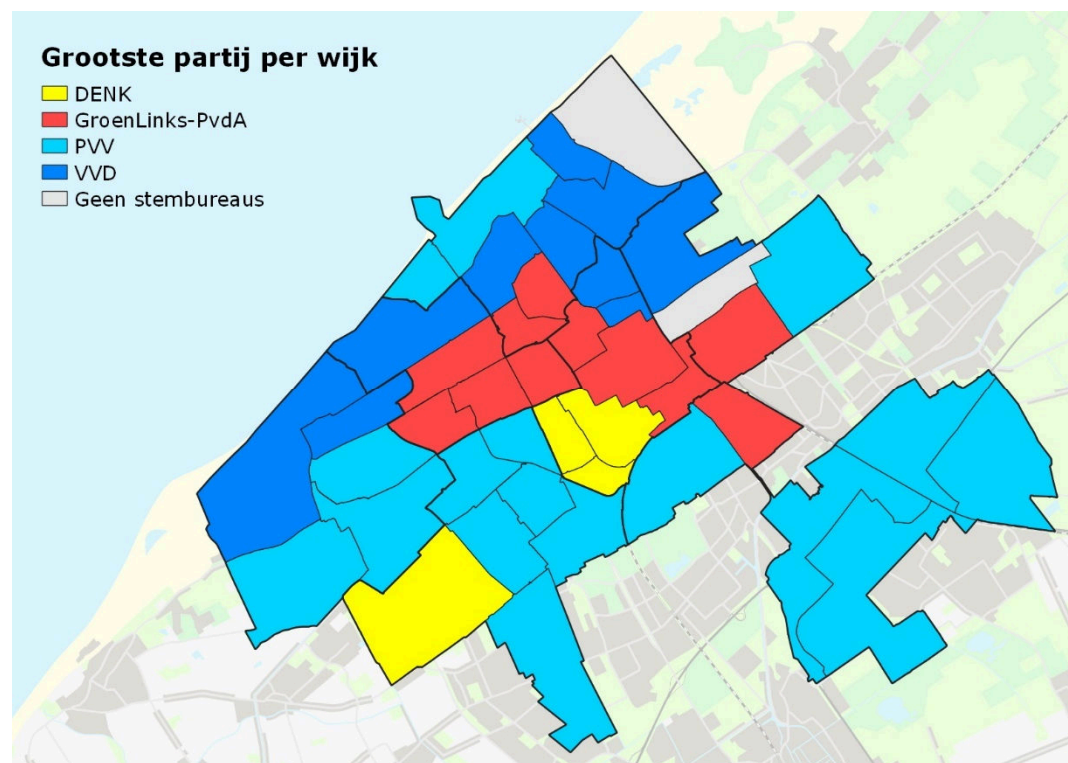 Grootste partij per wijk
DENK
GroenLinks-PvdA
PVV
VVD
Geen stembureaus